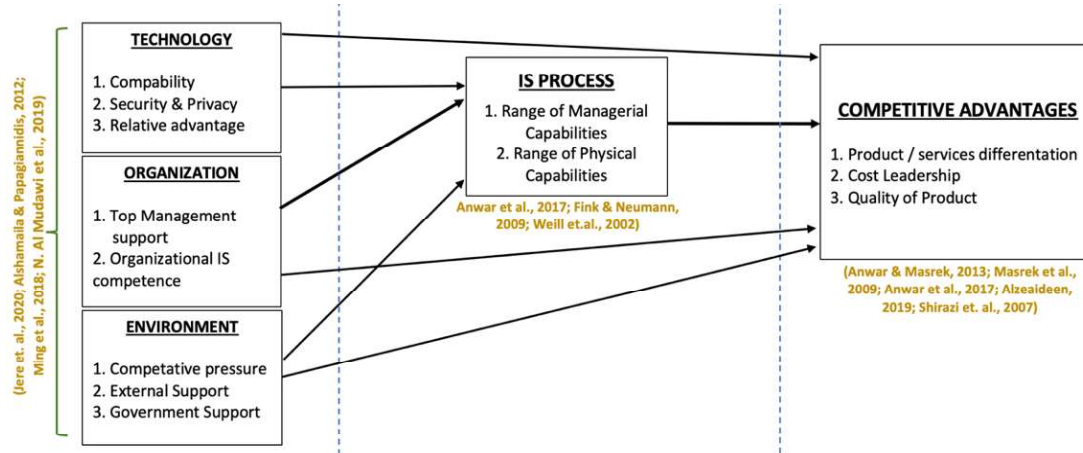 (Jere et. al., 2020; Alshamaila & Papagiannidis, 2012;
Ming et al., 2018; N. Al Mudawi et al., 2019)
TECHNOLOGY
1. Compability
2. Security & Privacy
3. Relative advantage
ORGANIZATION
1. Top Management
support
2. Organizational IS
competence
ENVIRONMENT
1. Competative pressure
2. External Support
3. Government Support
IS PROCESS
1. Range of Managerial
Capabilities
2. Range of Physical
Capabilities
Anwar et al., 2017; Fink & Neumann,
2009; Weill et.al., 2002)
COMPETITIVE ADVANTAGES
1. Product / services differentation
2. Cost Leadership
3. Quality of Product
(Anwar & Masrek, 2013; Masrek et al.,
2009; Anwar et al., 2017; Alzeaideen,
2019; Shirazi et. al., 2007)